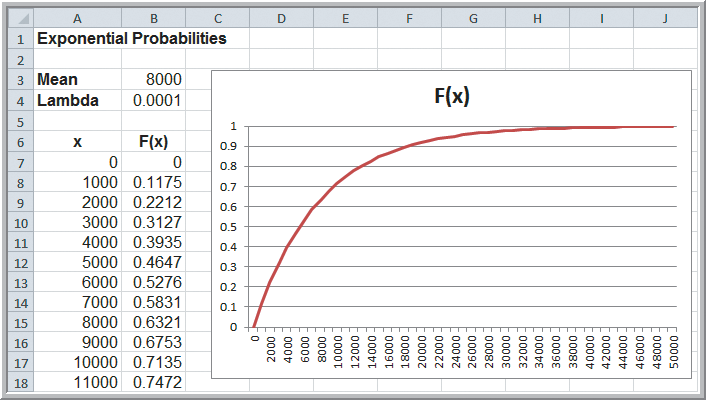 A B C D E F G H I J
1 Exponential Probabilities
2
3 Mean 8000
4 Lambda 0.0001
5
6 x F(x)
7 0 0
8 1000 0.1175
9 2000 0.2212
10 3000 0.3127
11 4000 0.3935
12 5000 0.4647
13 6000 0.5276
14 7000 0.5831
15 8000 0.6321
16 9000 0.6753
17 10000 0.7135
18 11000 0.7472
F(x)
1
0.9
0.8
0.7
0.6
0.5
0.4
0.3
0.2
0.1
0
0 2000 4000 6000 8000 10000 12000 14000 16000 18000 20000 22000 24000 26000 28000 30000 32000 34000 36000 38000 40000 42000 44000 46000 48000 50000